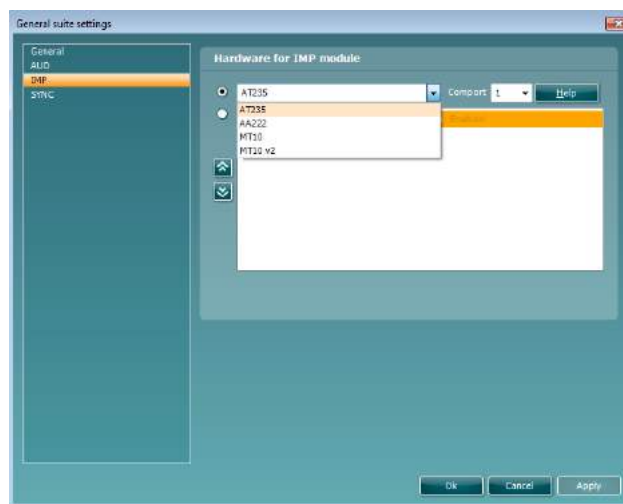 General suite settings
General
AUD
IMP
SYNC
Hardware for IMP module
AT235
Comport 1
Help
AT235
AA222
MT10
MT10 v2
Ok
Cancel
Apply